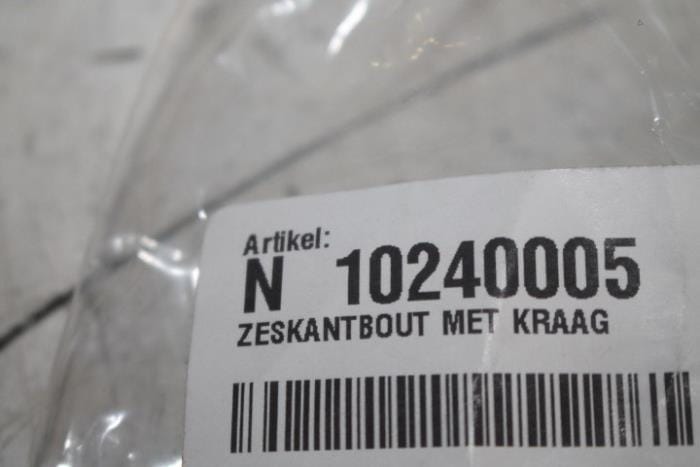 Artikel:
N 10240005
ZESKANTBOUT MET KRAAG